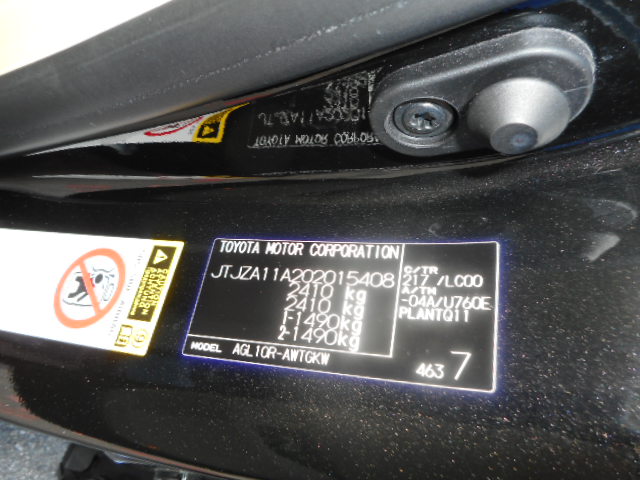 TOYOTA MOTOR CORPORATION
JTJZA11A202015408
2410 kg
2410 kg
1-1490kg
2-1490kg
MODEL AGL10R-AWTGKW
C/TR
217 /LC00
A/TM
-04A/U760E
PLANTQ11
463 7